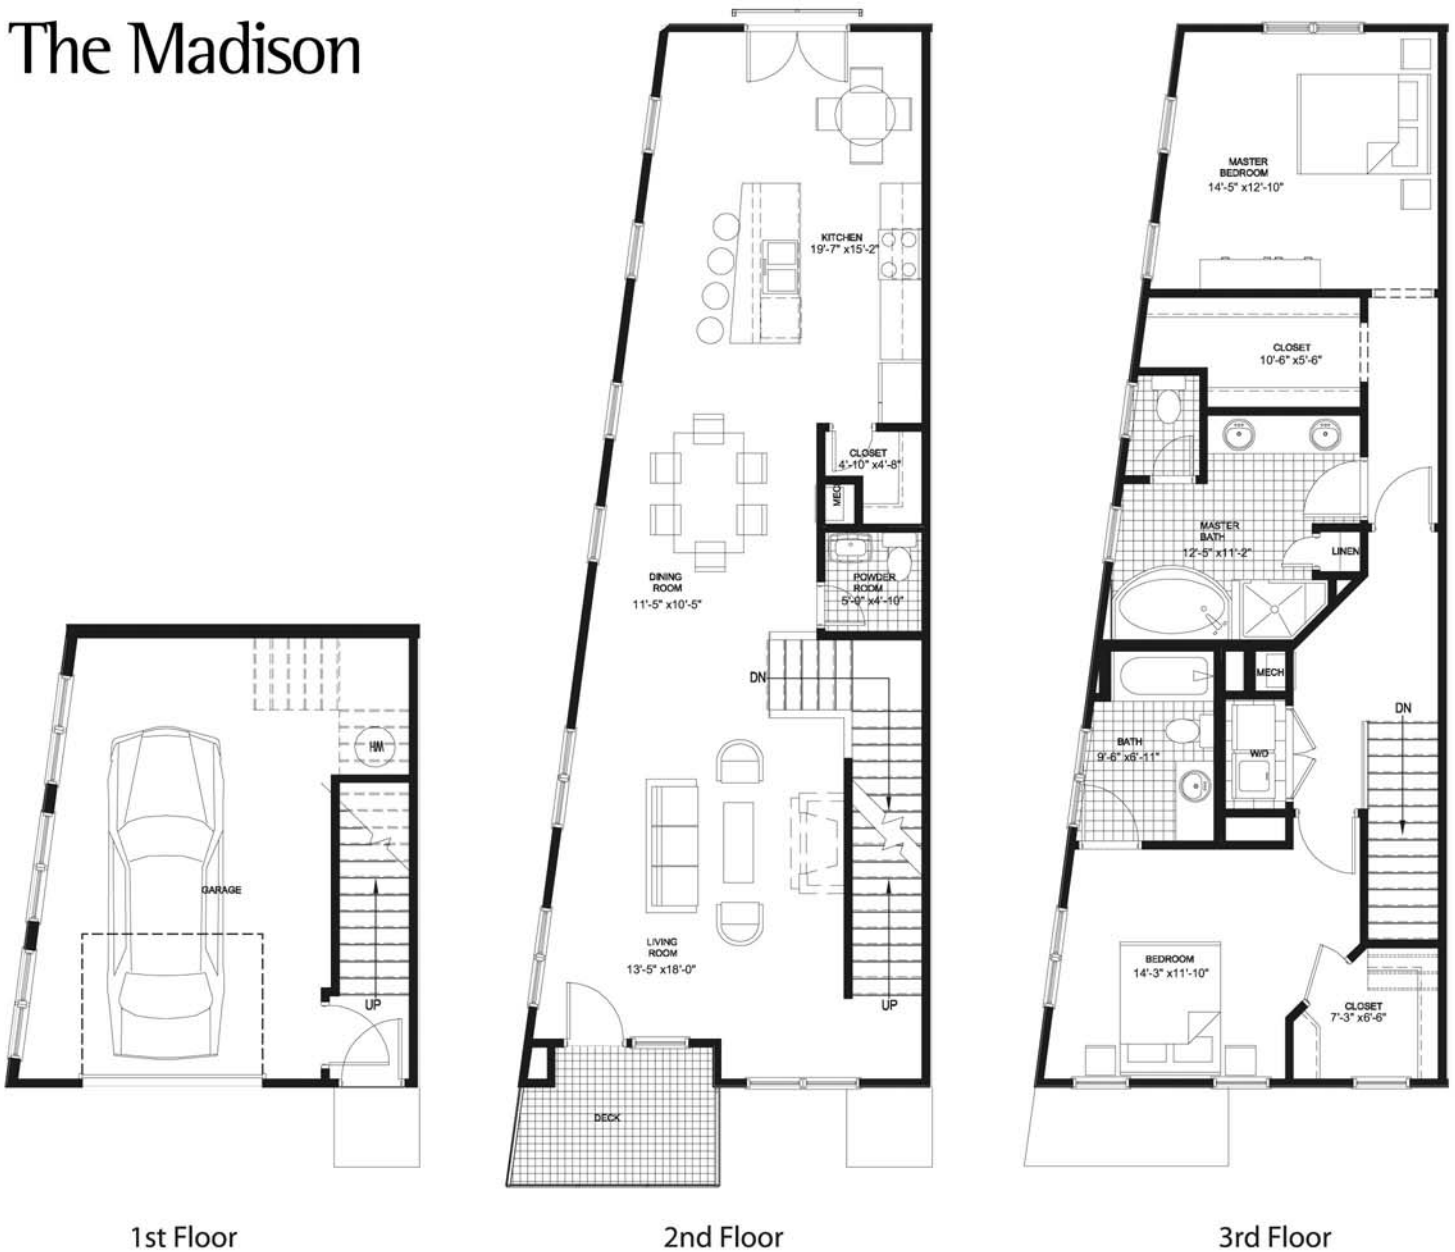 The Madison
GARAGE
WH
UP
1st Floor
KITCHEN
19'-7" x15'-2"
CLOSET
4'-10" x4'-8"
MECH
DINING
ROOM
11'-5" x10'-5"
POWDER
ROOM
5'-0" x4'-10"
DN
LIVING
ROOM
13'-5" x18'-0"
UP
DECK
2nd Floor
MASTER
BEDROOM
14'-5" x12'-10"
CLOSET
10'-6" x5'-6"
MASTER
BATH
12'-5" x11'-2"
LINEN
MECH
BATH
9'-6" x6'-11"
W/D
DN
BEDROOM
14'-3" x11'-10"
CLOSET
7'-3" x6'-6"
3rd Floor